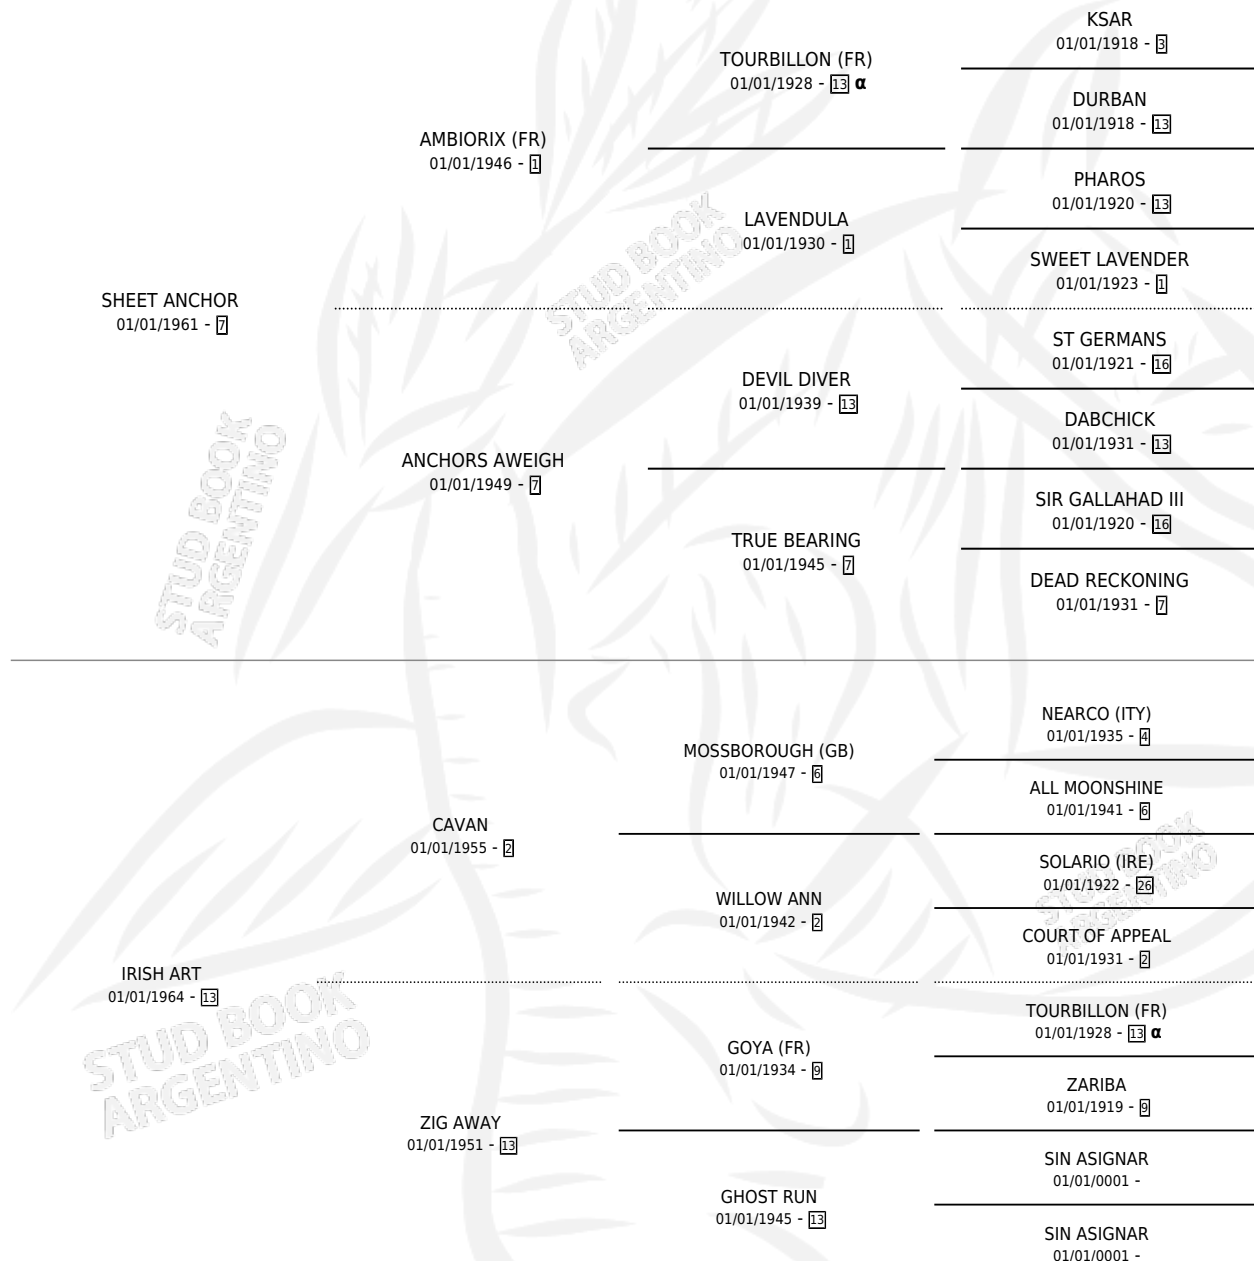 KSAR
01/01/1918 - 3
TOURBILLON (FR)
01/01/1928 - 13 α
DURBAN
01/01/1918 - 13
AMBIORIX (FR)
01/01/1946 - 1
PHAROS
01/01/1920 - 13
LAVENDULA
01/01/1930 - 1
SWEET LAVENDER
01/01/1923 - 1
SHEET ANCHOR
01/01/1961 - 7
ST GERMANS
01/01/1921 - 16
DEVIL DIVER
01/01/1939 - 13
DABCHICK
01/01/1931 - 13
ANCHORS AWEIGH
01/01/1949 - 7
SIR GALLAHAD III
01/01/1920 - 16
TRUE BEARING
01/01/1945 - 7
DEAD RECKONING
01/01/1931 - 7
NEARCO (ITY)
01/01/1935 - 4
MOSSBOROUGH (GB)
01/01/1947 - 6
ALL MOONSHINE
01/01/1941 - 6
CAVAN
01/01/1955 - 2
SOLARIO (IRE)
01/01/1922 - 26
WILLOW ANN
01/01/1942 - 2
COURT OF APPEAL
01/01/1931 - 2
IRISH ART
01/01/1964 - 13
TOURBILLON (FR)
01/01/1928 - 13 α
GOYA (FR)
01/01/1934 - 9
ZARIBA
01/01/1919 - 9
ZIG AWAY
01/01/1951 - 13
SIN ASIGNAR
01/01/0001 -
GHOST RUN
01/01/1945 - 13
SIN ASIGNAR
01/01/0001 -
STUD BOOK
ARGENTINO
STUD BOOK
ARGENTINO
STUD BOOK
ARGENTINO
STUD BOOK
ARGENTINO